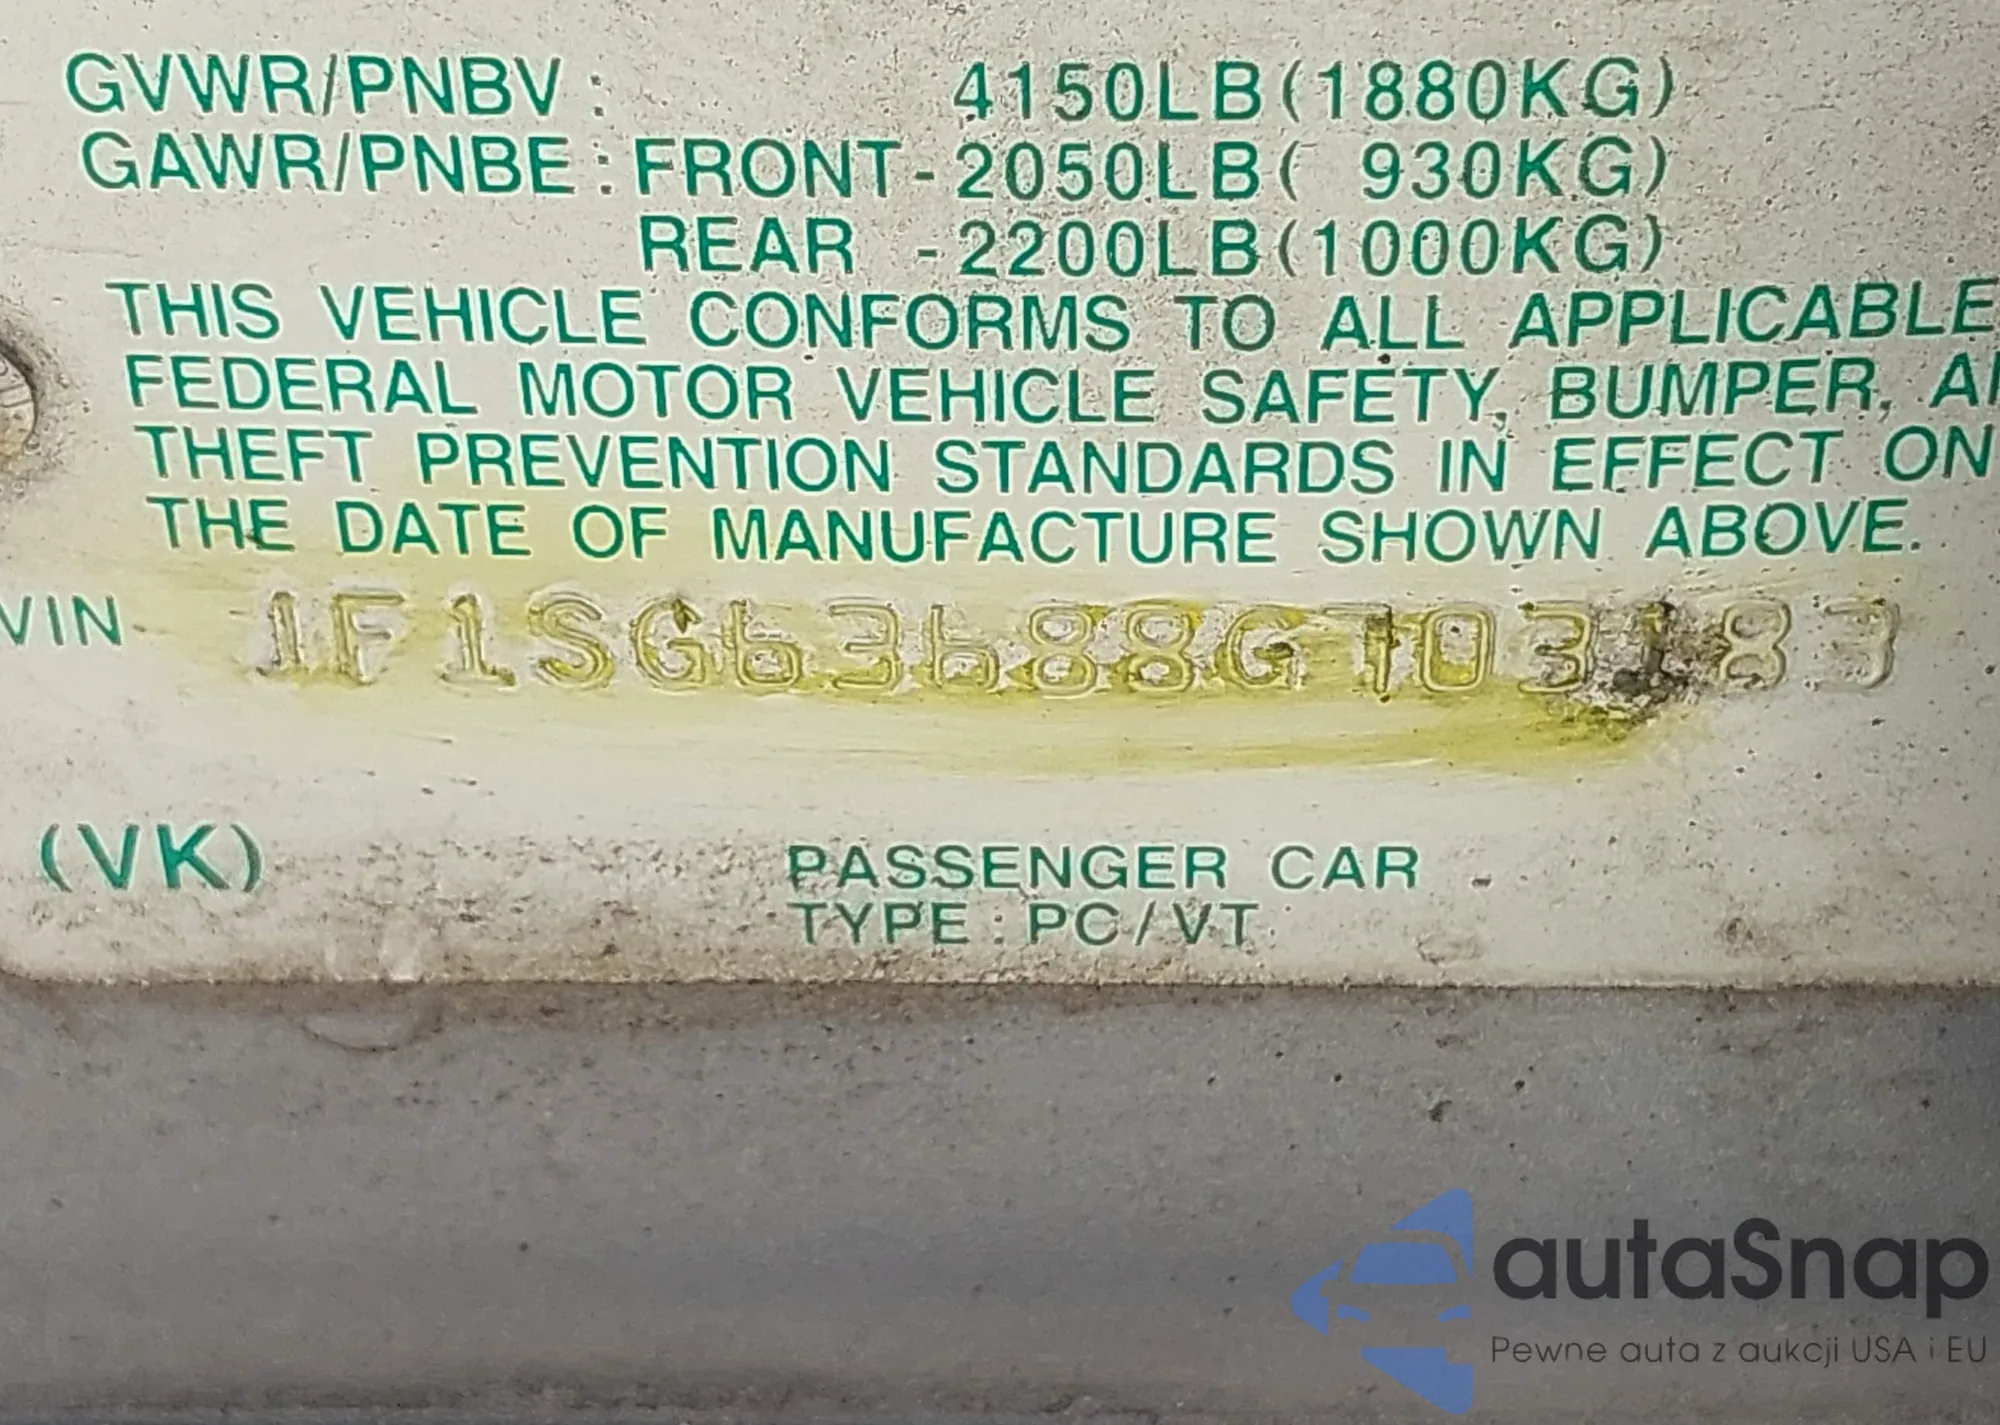 GVWR/PNBV : 4150LB(1880KG)
GAWR/PNBE : FRONT-2050LB( 930KG)
REAR -2200LB(1000KG)
THIS VEHICLE CONFORMS TO ALL APPLICABLE
FEDERAL MOTOR VEHICLE SAFETY, BUMPER,
THEFT PREVENTION STANDARDS IN EFFECT ON
THE DATE OF MANUFACTURE SHOWN ABOVE.
VIN JF1SG63688G703183
(VK)
PASSENGER CAR
TYPE : PC/VT
autaSnap
Pewne auta z aukcji USA i EU